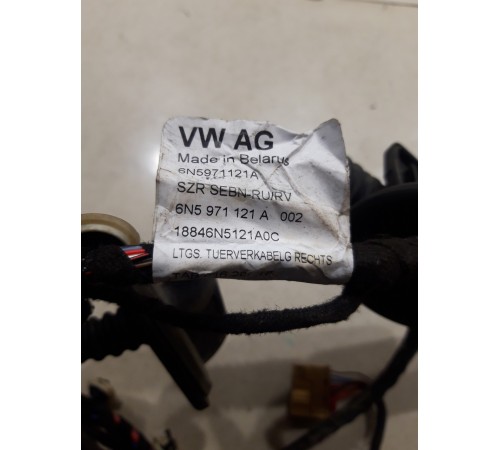 VW AG
Made in Belarus
6N5971121A
SZR SEBN-RU/RV
6N5 971 121 A 002
18846N5121A0C
LTGS. TUERVERKABELG RECHTS